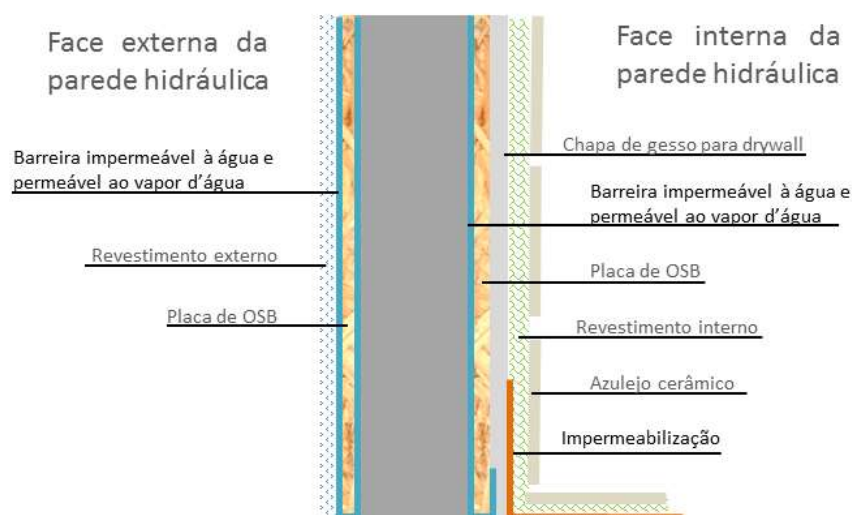 Face externa da
parede hidráulica
Barreira impermeável à água e
permeável ao vapor d'água
Revestimento externo
Placa de OSB
Face interna da
parede hidráulica
Chapa de gesso para drywall
Barreira impermeável à água e
permeável ao vapor d'água
Placa de OSB
Revestimento interno
Azulejo cerâmico
Impermeabilização